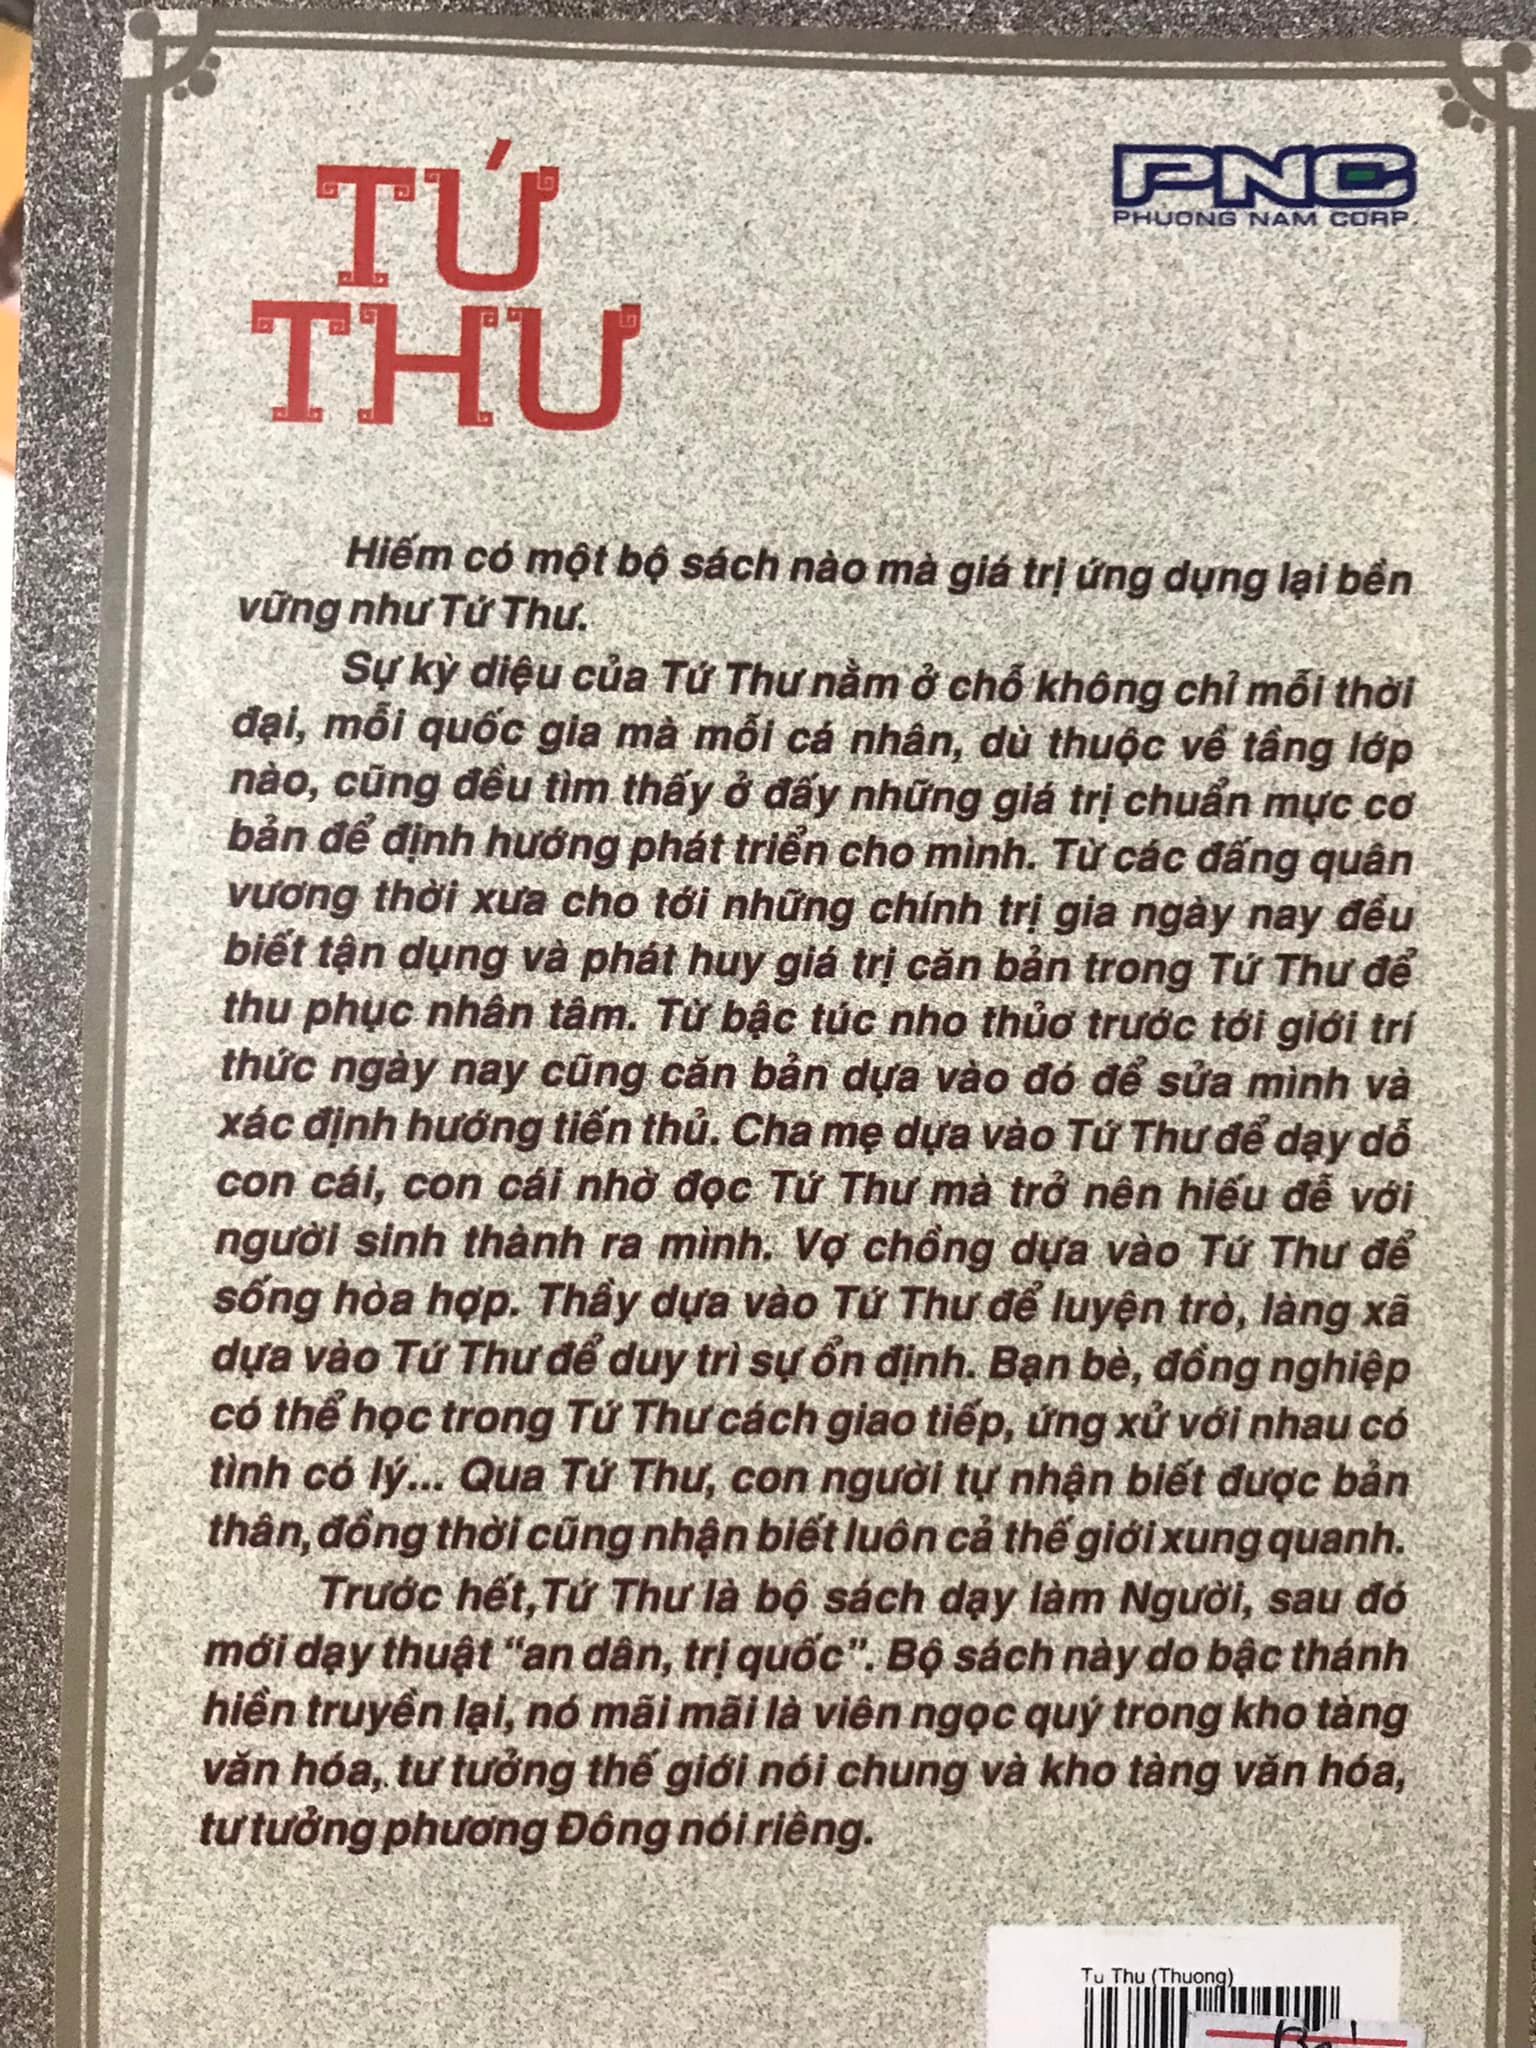 TỨ
THƯ
PNC
PHUONG NAM CORP.
Hiếm có một bộ sách nào mà giá trị ứng dụng lại bền
vững như Tứ Thư.
Sự kỳ diệu của Tứ Thư nằm ở chỗ không chỉ mỗi thời
đại, mỗi quốc gia mà mỗi cá nhân, dù thuộc về tầng lớp
nào, cũng đều tìm thấy ở đấy những giá trị chuẩn mực cơ
bản để định hướng phát triển cho mình. Từ các đấng quân
vương thời xưa cho tới những chính trị gia ngày nay đều
biết tận dụng và phát huy giá trị căn bản trong Tứ Thư để
thu phục nhân tâm. Từ bậc túc nho thủơ trước tới giới trí
thức ngày nay cũng căn bản dựa vào đó để sửa mình và
xác định hướng tiến thủ. Cha mẹ dựa vào Tứ Thư để dạy dỗ
con cái, con cái nhờ đọc Tứ Thư mà trở nên hiếu đễ với
người sinh thành ra mình. Vợ chồng dựa vào Tứ Thư để
sống hòa hợp. Thầy dựa vào Tứ Thư để luyện trò, làng xã
dựa vào Tứ Thư để duy trì sự ổn định. Bạn bè, đồng nghiệp
có thể học trong Tứ Thư cách giao tiếp, ứng xử với nhau có
tình có lý... Qua Tứ Thư, con người tự nhận biết được bản
thân, đồng thời cũng nhận biết luôn cả thế giới xung quanh.
Trước hết,Tứ Thư là bộ sách dạy làm Người, sau đó
mới dạy thuật “an dân, trị quốc”. Bộ sách này do bậc thánh
hiền truyền lại, nó mãi mãi là viên ngọc quý trong kho tàng
văn hóa, tư tưởng thế giới nói chung và kho tàng văn hóa,
tư tưởng phương Đông nói riêng.
Tu Thu (Thuong)